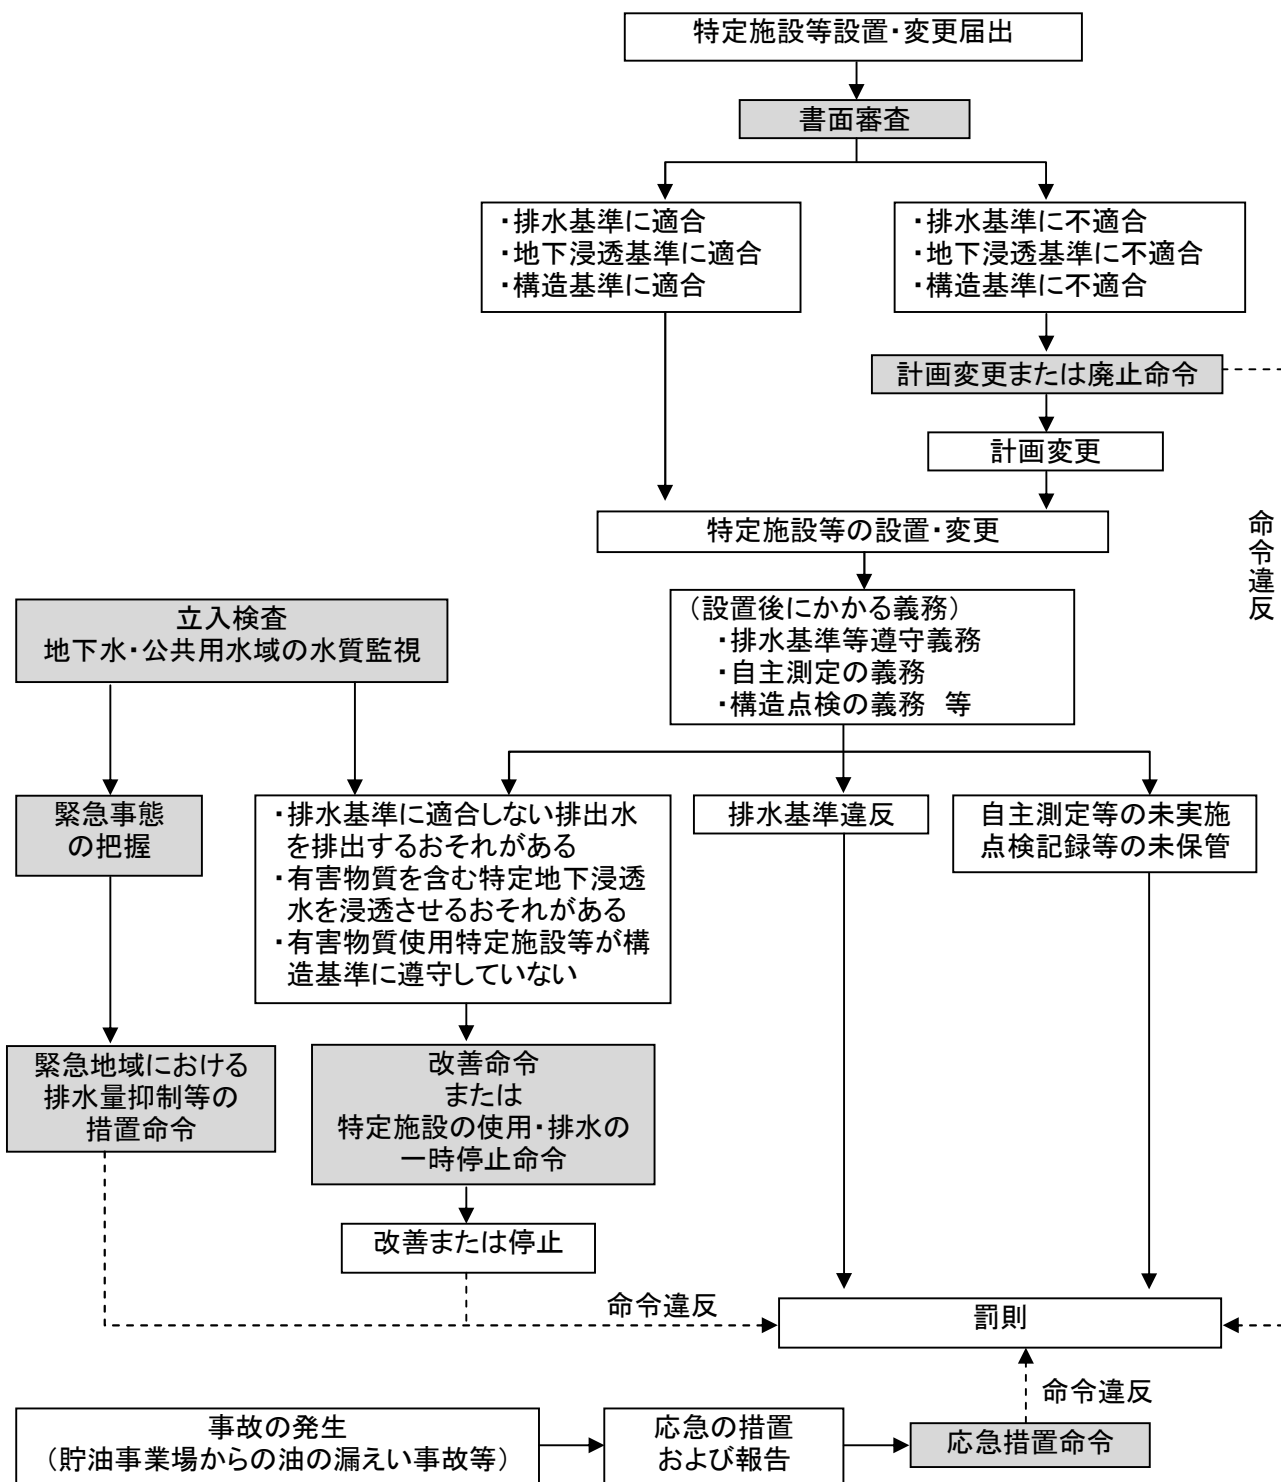 特定施設等設置・変更届出
書面審査
・排水基準に適合
・地下浸透基準に適合
・構造基準に適合
・排水基準に不適合
・地下浸透基準に不適合
・構造基準に不適合
計画変更または廃止命令
計画変更
特定施設等の設置・変更
命令違反
（設置後にかかる義務）
・排水基準等遵守義務
・自主測定の義務
・構造点検の義務　等
立入検査
地下水・公共用水域の水質監視
緊急事態
の把握
・排水基準に適合しない排出水
を排出するおそれがある
・有害物質を含む特定地下浸透
水を浸透させるおそれがある
・有害物質使用特定施設等が構
造基準に遵守していない
排水基準違反
自主測定等の未実施
点検記録等の未保管
緊急地域における
排水量抑制等の
措置命令
改善命令
または
特定施設の使用・排水の
一時停止命令
改善または停止
命令違反
罰則
命令違反
事故の発生
（貯油事業場からの油の漏えい事故等）
応急の措置
および報告
応急措置命令